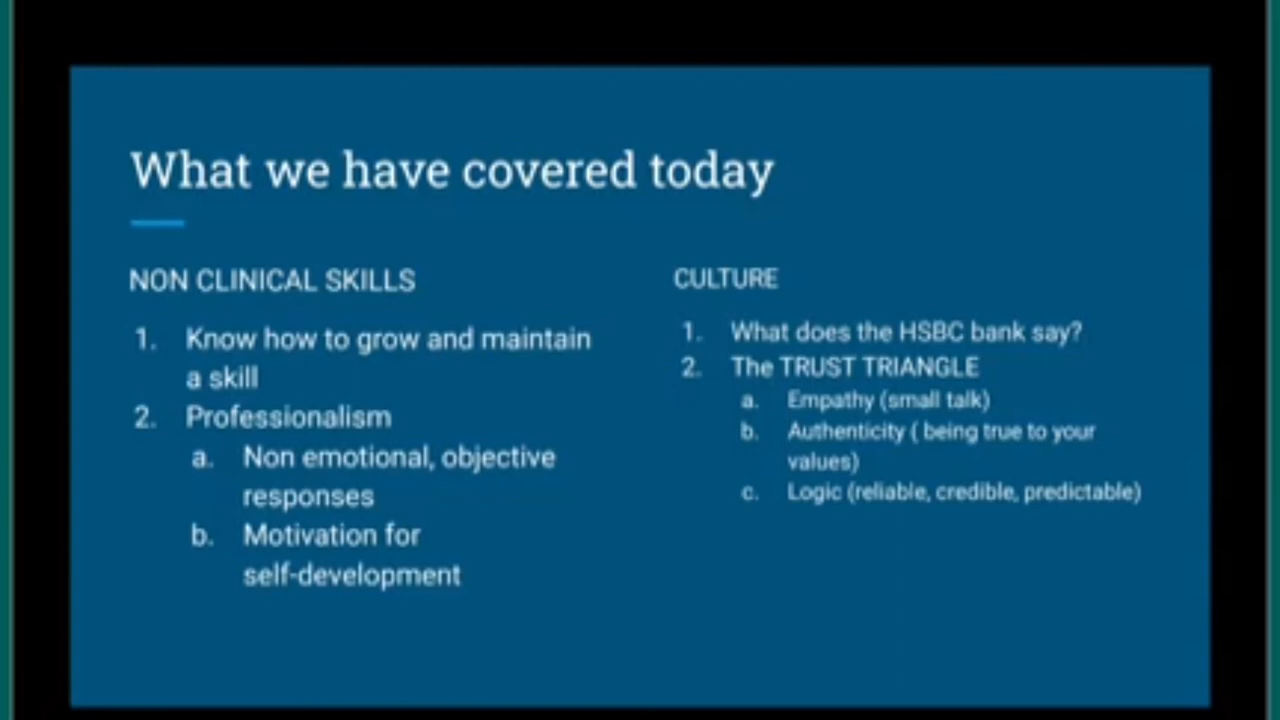 What we have covered today
NON CLINICAL SKILLS
1. Know how to grow and maintain
a skill
2. Professionalism
a. Non emotional, objective
responses
b. Motivation for
self-development
CULTURE
1. What does the HSBC bank say?
2. The TRUST TRIANGLE
a. Empathy (small talk)
b. Authenticity ( being true to your
values)
c. Logic (reliable, credible, predictable)